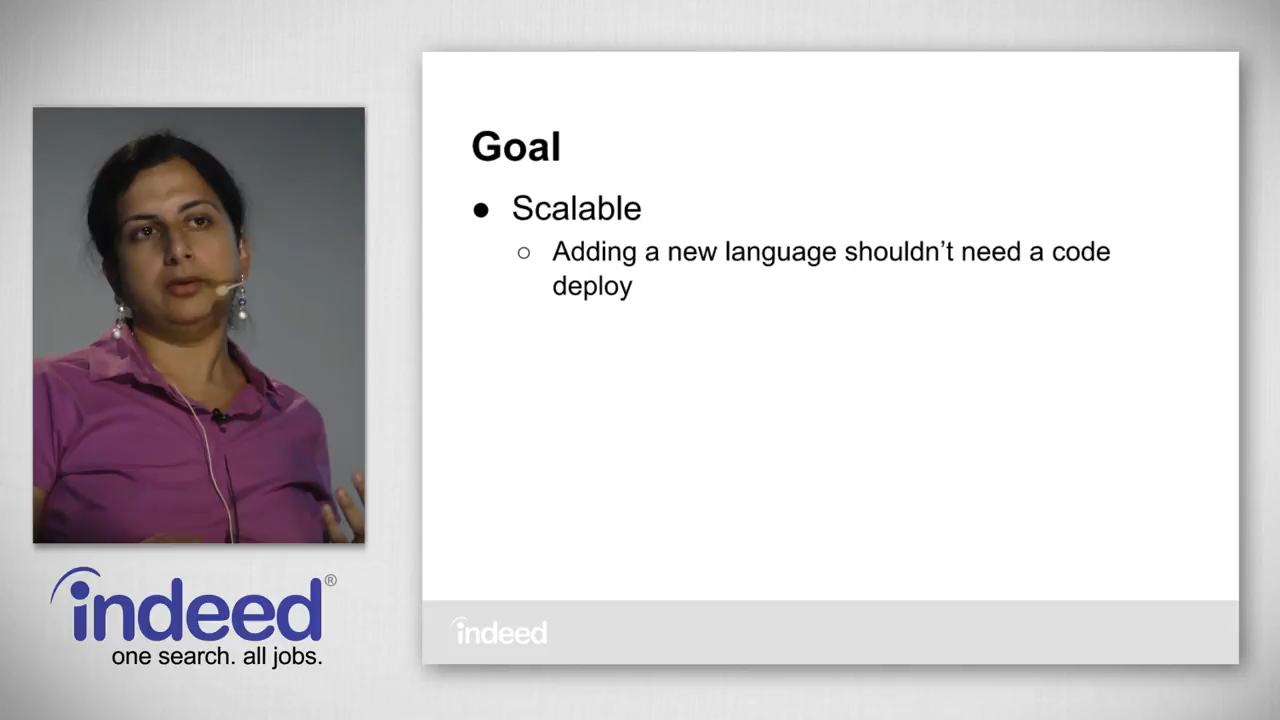 Goal
● Scalable
○ Adding a new language shouldn’t need a code
deploy
indeed
indeed®
one search. all jobs.